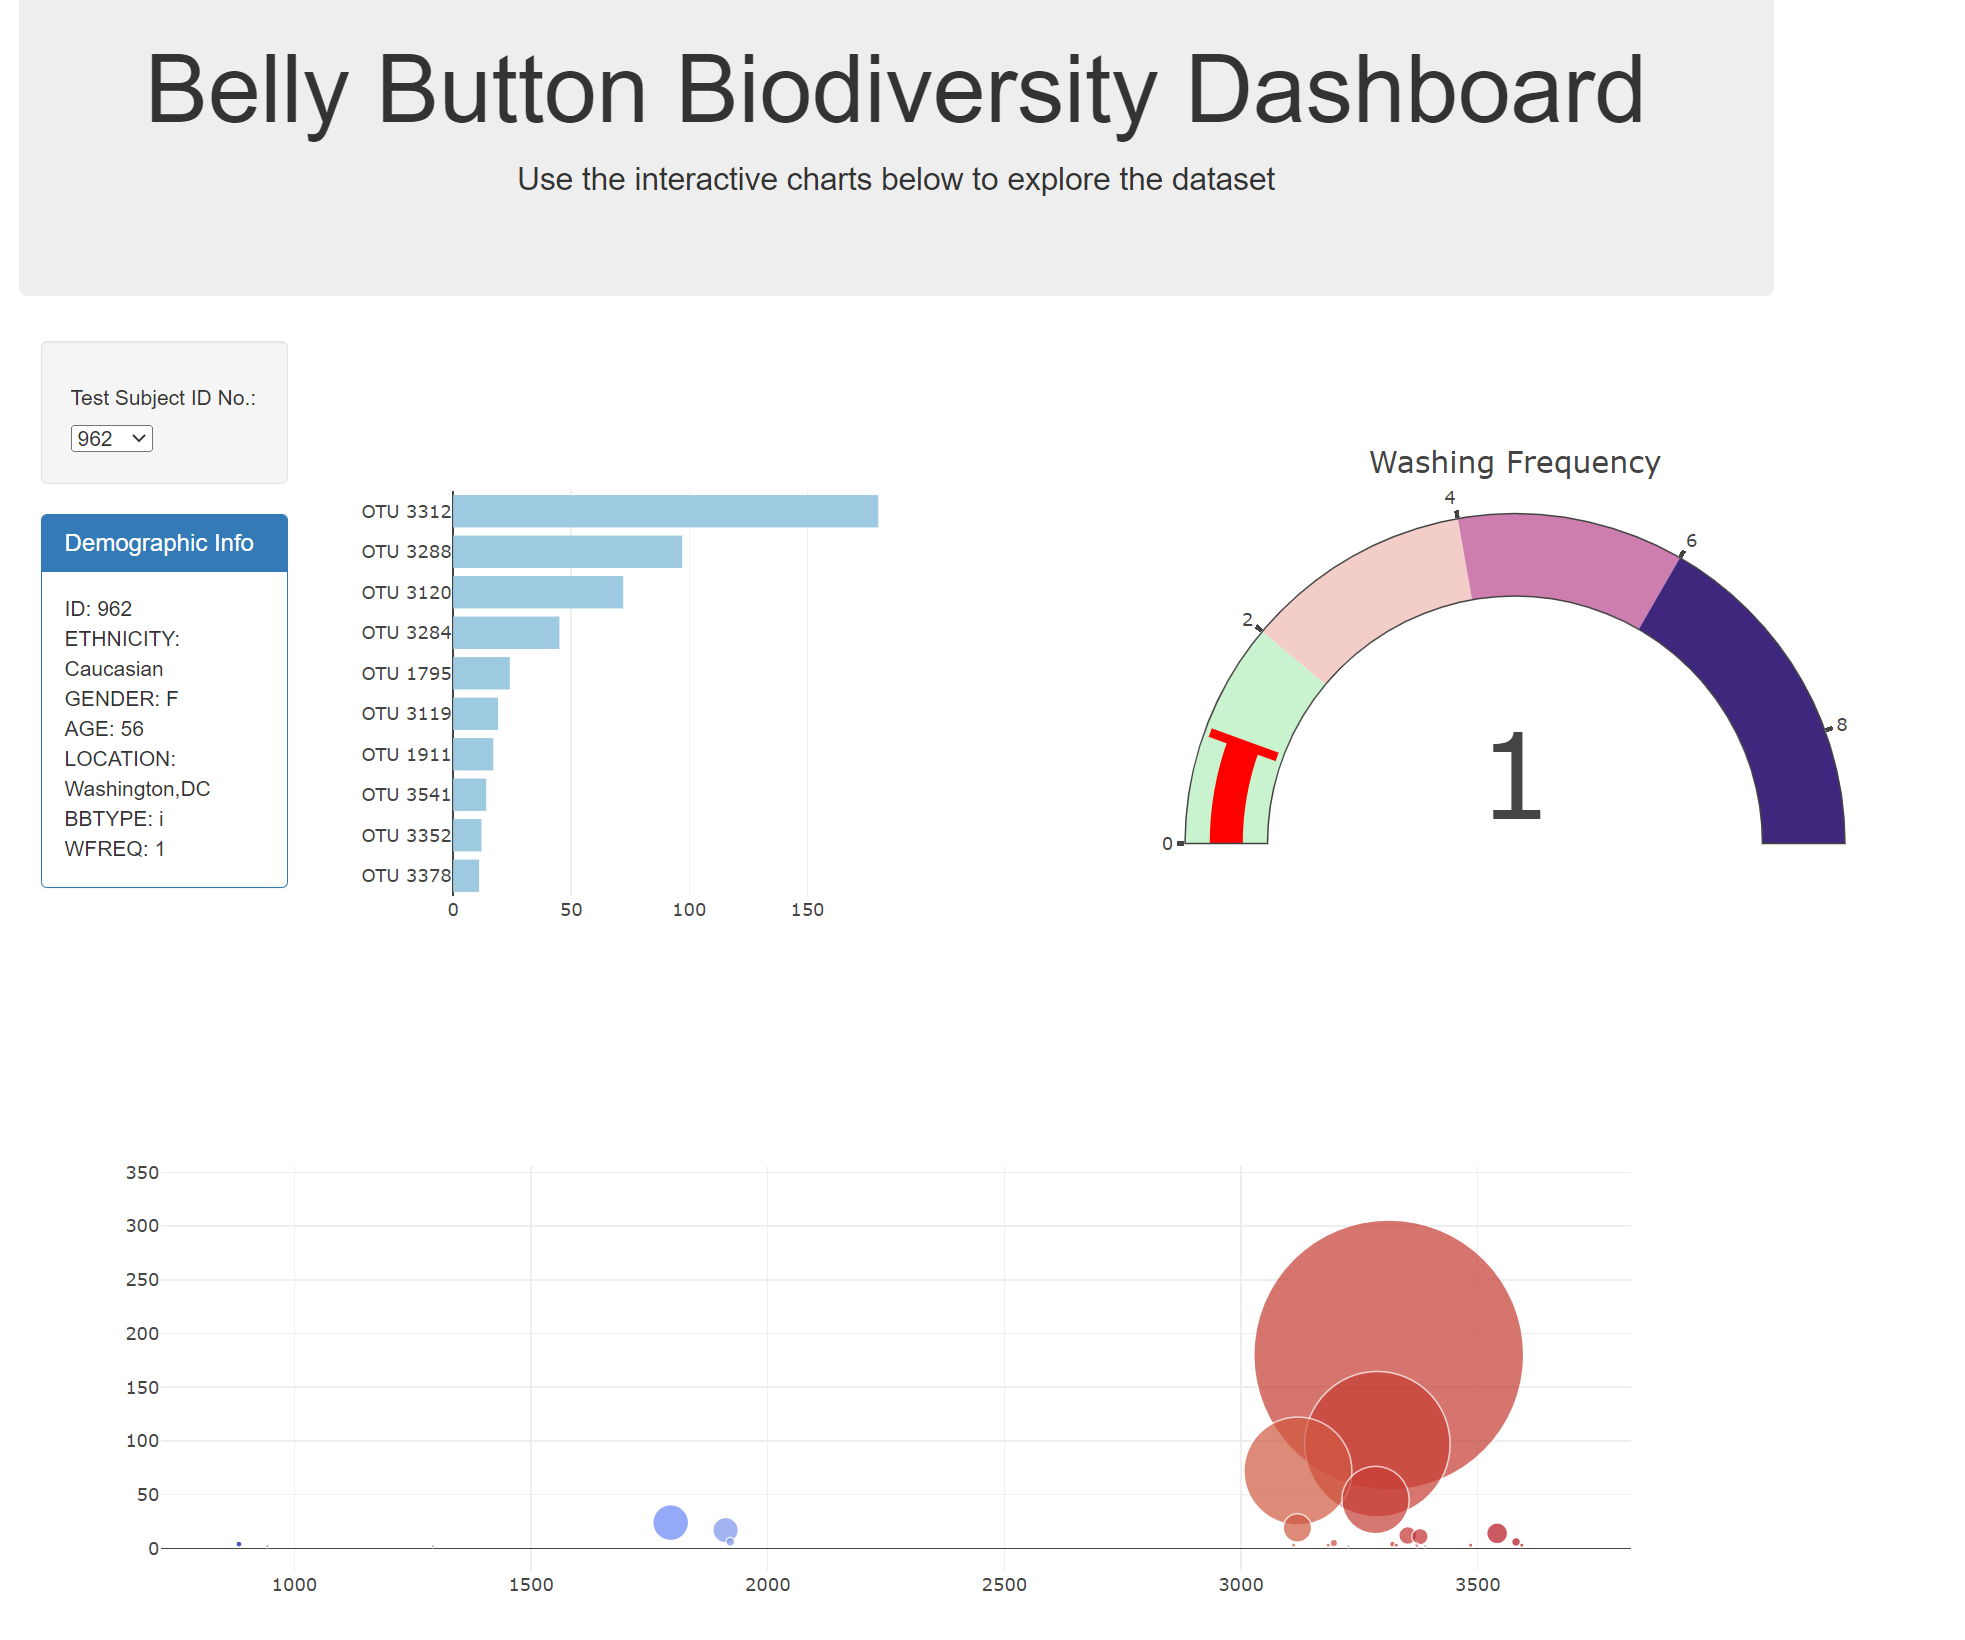 Belly Button Biodiversity Dashboard
Use the interactive charts below to explore the dataset
Test Subject ID No.:
962
Demographic Info
ID: 962
ETHNICITY:
Caucasian
GENDER: F
AGE: 56
LOCATION:
Washington,DC
BBTYPE: i
WFREQ: 1
OTU 3312
OTU 3288
OTU 3120
OTU 3284
OTU 1795
OTU 3119
OTU 1911
OTU 3541
OTU 3352
OTU 3378
0 50 100 150
Washing Frequency
0
2
4
6
8
1
350
300
250
200
150
100
50
0
1000 1500 2000 2500 3000 3500